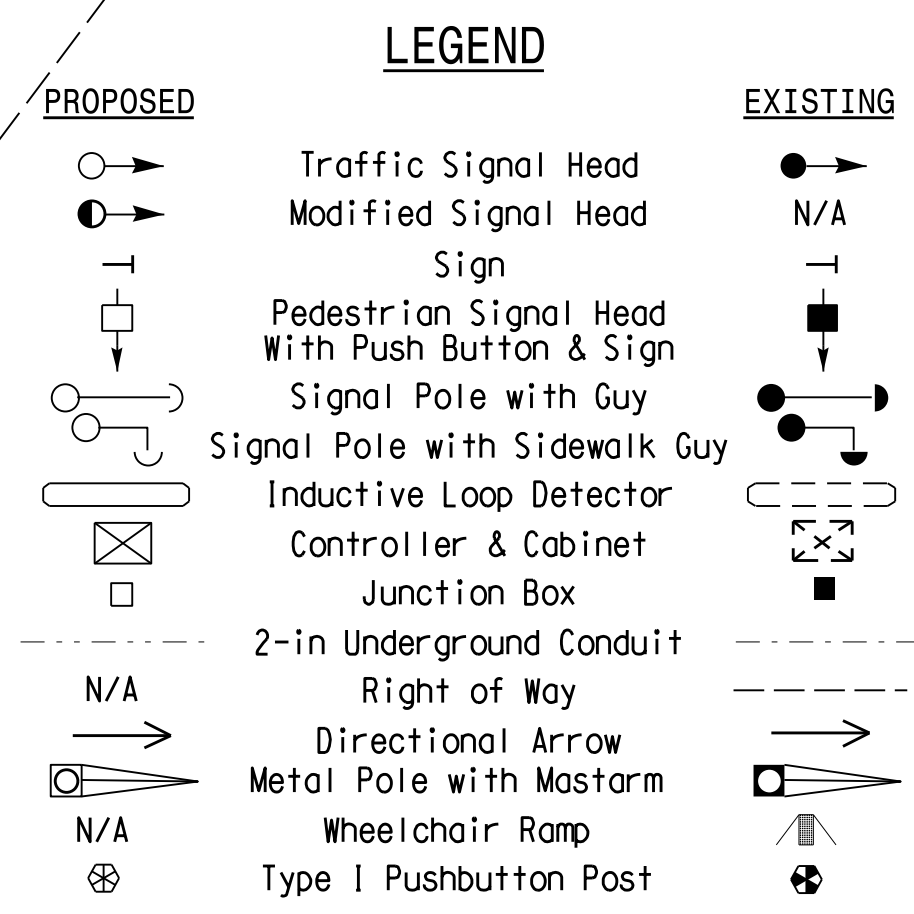 LEGEND
PROPOSED EXISTING
Traffic Signal Head
Modified Signal Head N/A
Sign
Pedestrian Signal Head
With Push Button & Sign
Signal Pole with Guy
Signal Pole with Sidewalk Guy
Inductive Loop Detector
Controller & Cabinet
Junction Box
2-in Underground Conduit
N/A Right of Way
Directional Arrow
Metal Pole with Mastarm
N/A Wheelchair Ramp
Type I Pushbutton Post